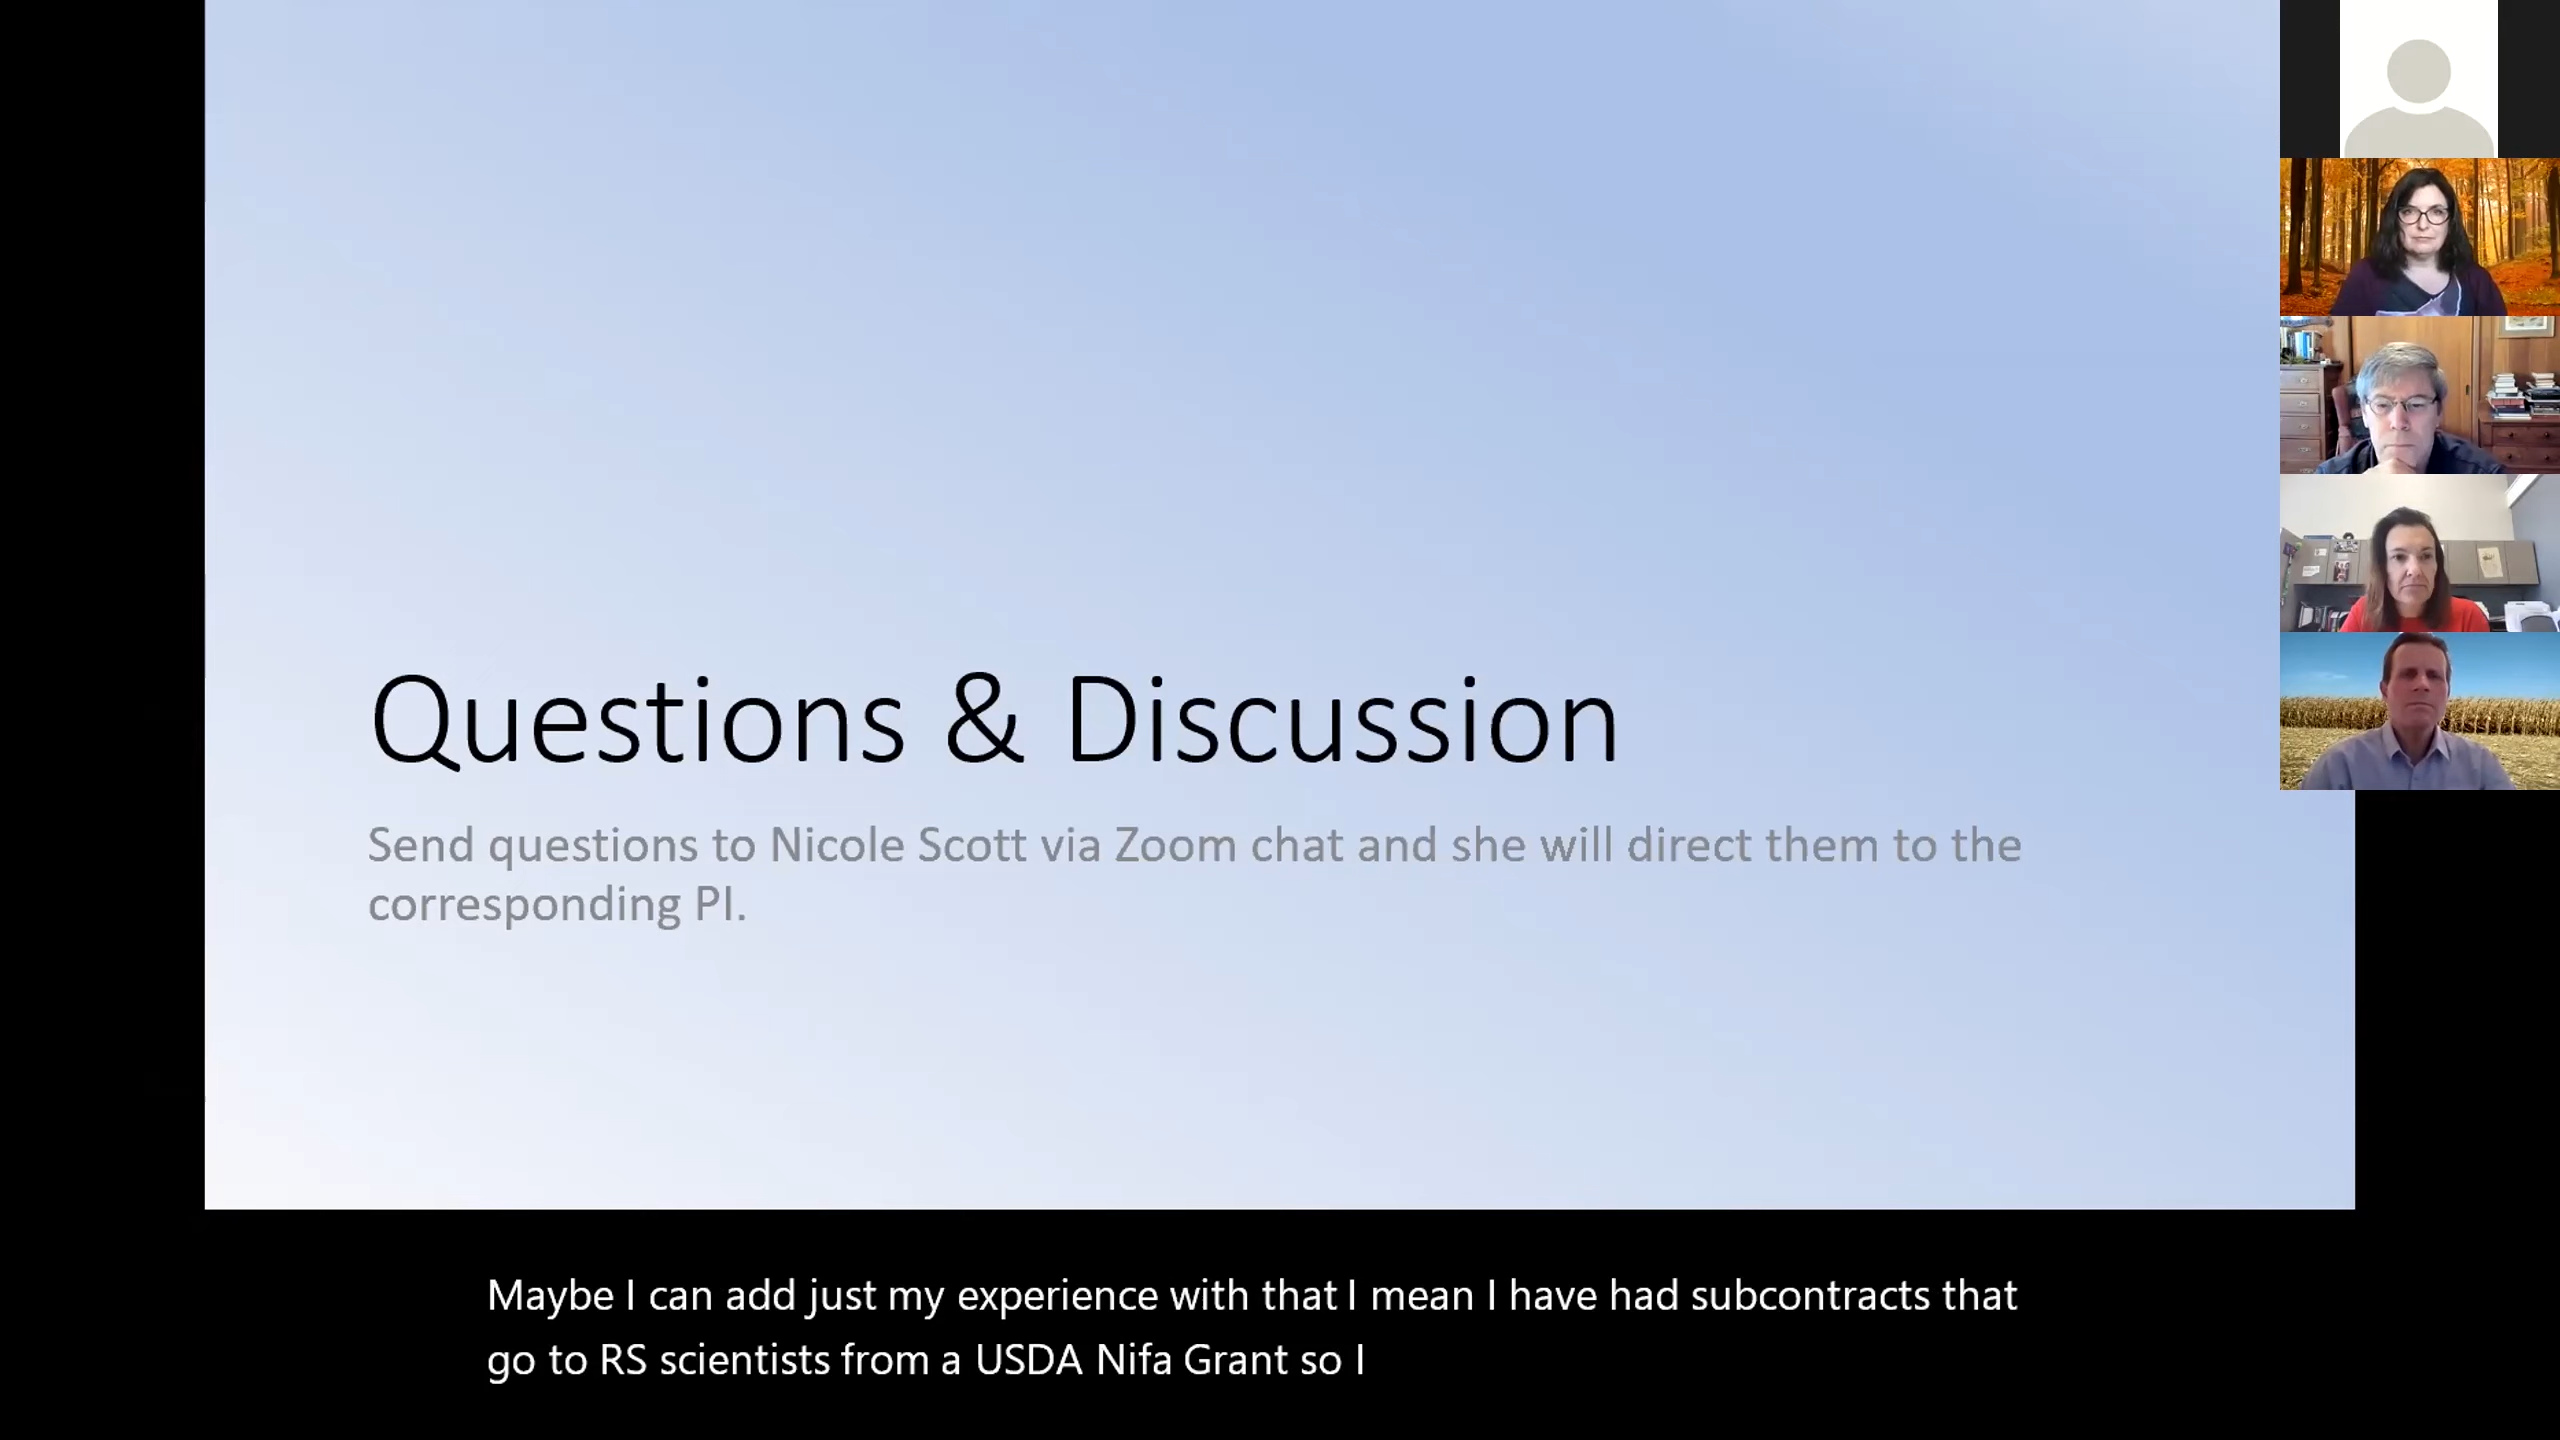 Questions & Discussion
Send questions to Nicole Scott via Zoom chat and she will direct them to the
corresponding PI.
Maybe I can add just my experience with that I mean I have had subcontracts that
go to RS scientists from a USDA Nifa Grant so I